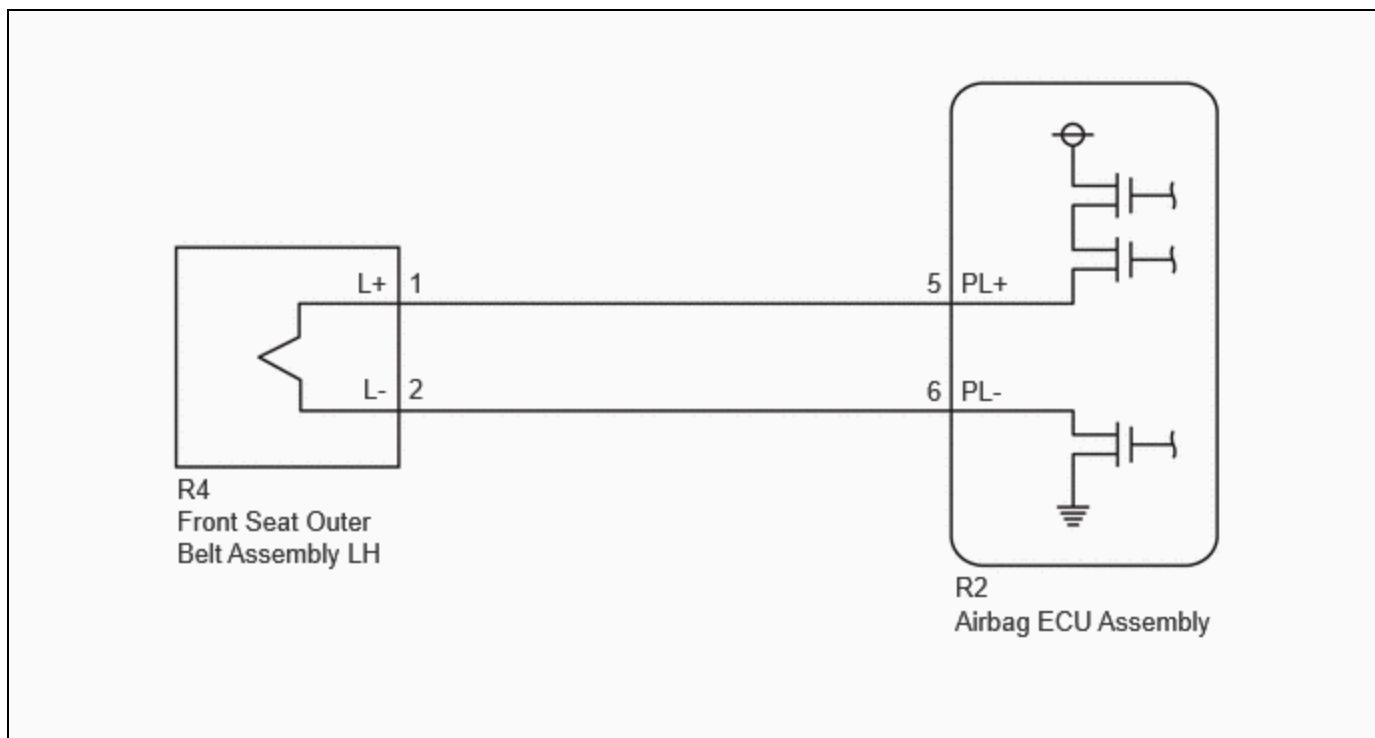 L+ 1 5 PL+
L- 2 6 PL-
R4
Front Seat Outer
Belt Assembly LH
R2
Airbag ECU Assembly